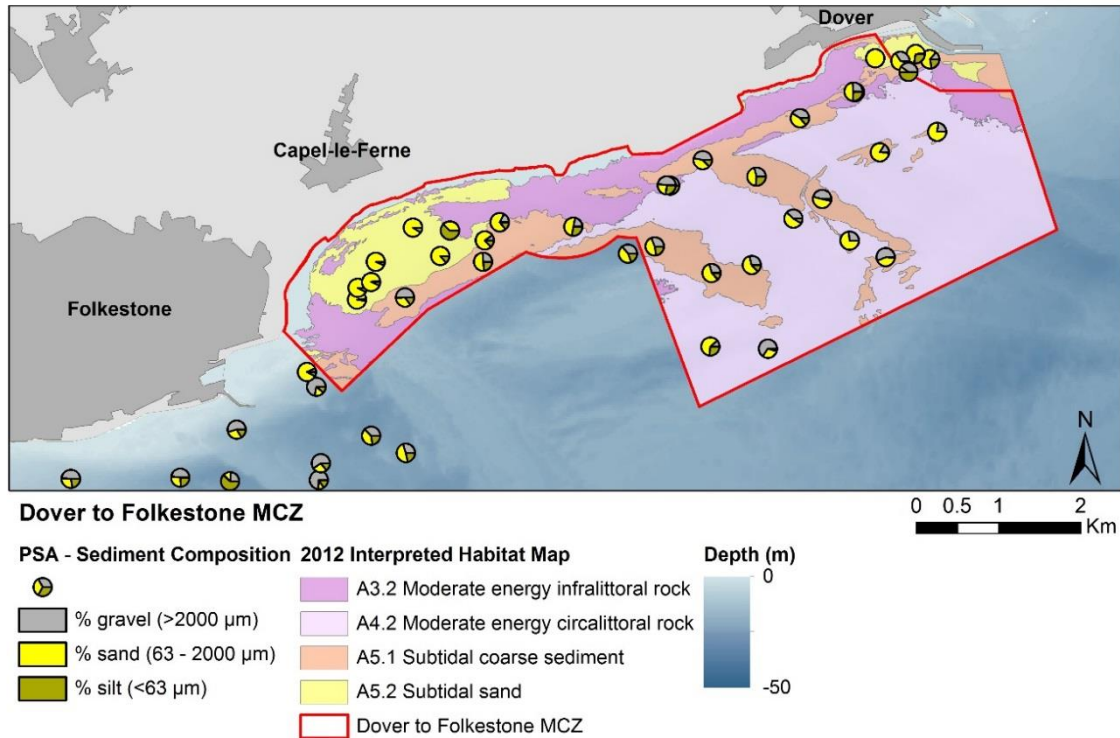 Dover
Capel-le-Ferne
Folkestone
N
0 0.5 1 2
Km
Dover to Folkestone MCZ
PSA - Sediment Composition
% gravel (>2000 µm)
% sand (63 - 2000 µm)
% silt (<63 µm)
2012 Interpreted Habitat Map
A3.2 Moderate energy infralittoral rock
A4.2 Moderate energy circalittoral rock
A5.1 Subtidal coarse sediment
A5.2 Subtidal sand
Dover to Folkestone MCZ
Depth (m)
0
-50